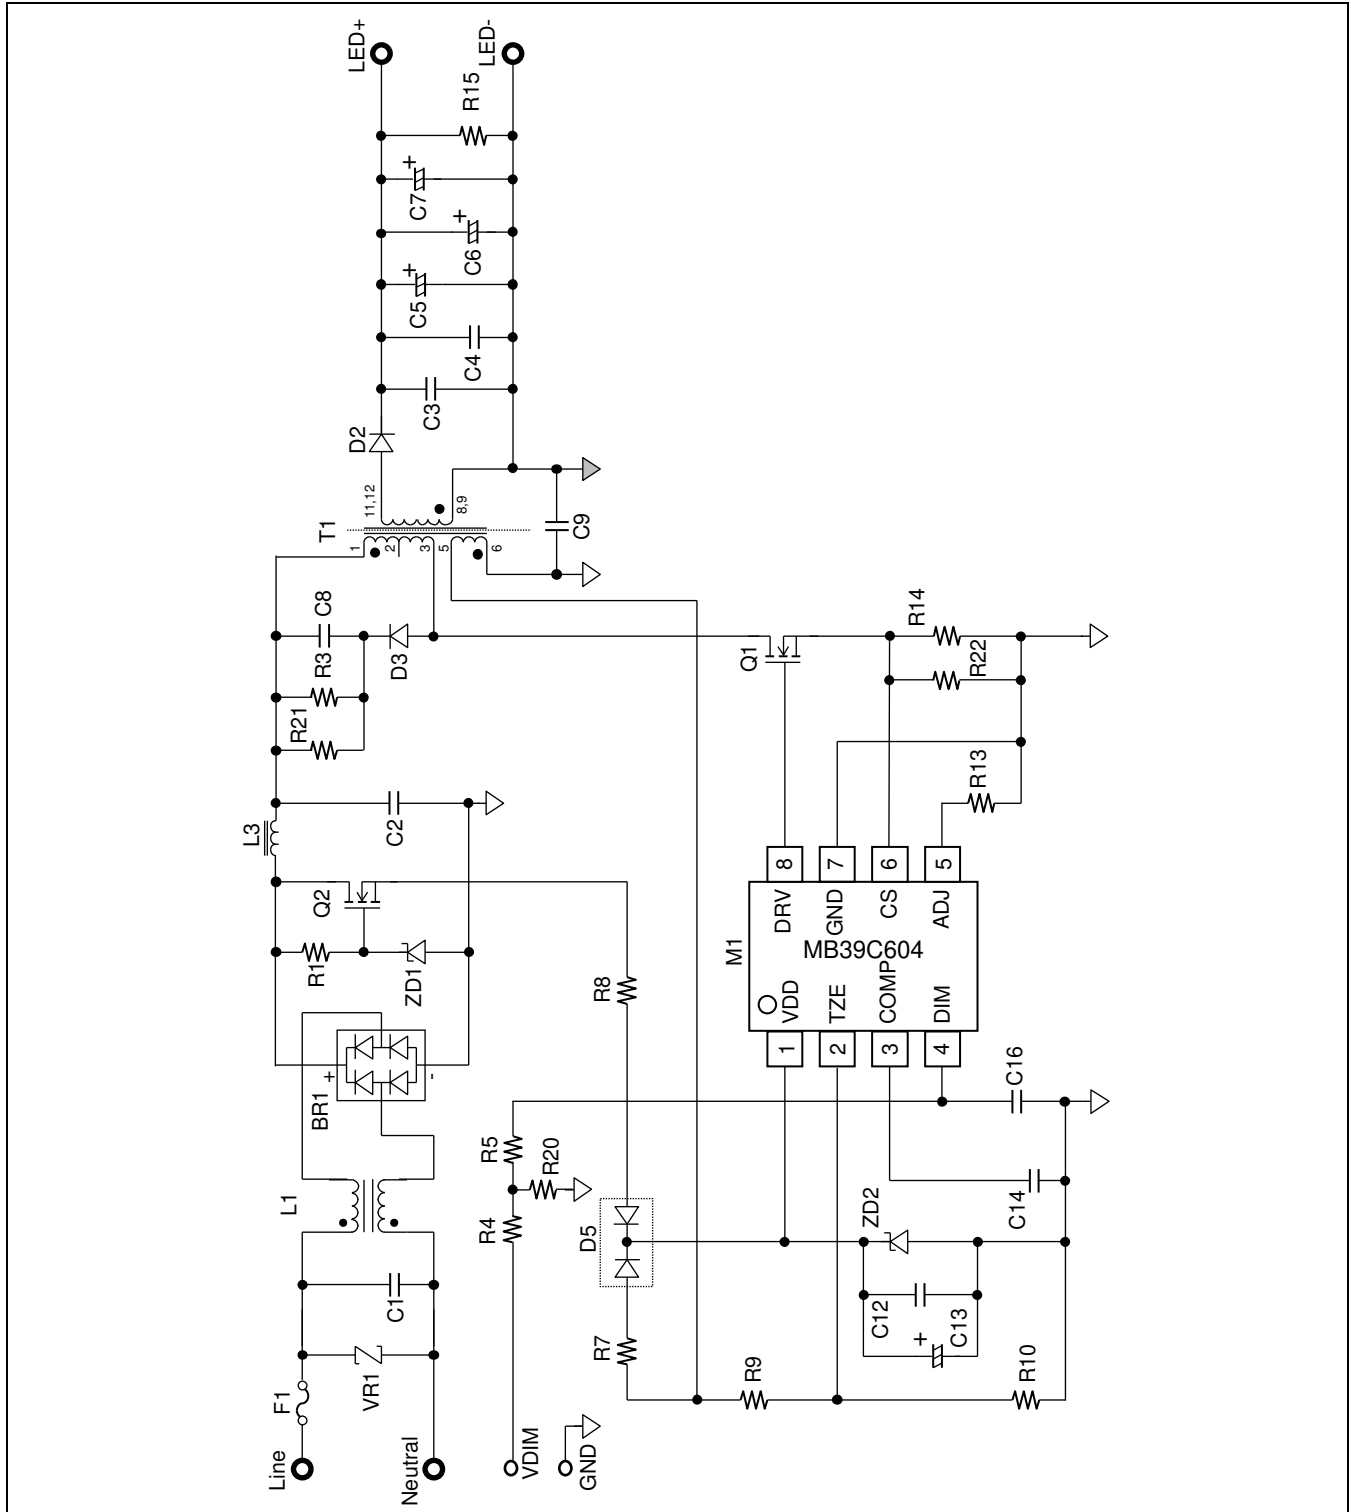 LED+
LED-
R15
C7
C6
C5
C4
C3
D2
11,12
8,9
T1
1
2
3
5
6
C9
C8
R3
D3
R21
R14
Q1
R22
R13
L3
C2
Q2
R1
ZD1
R8
M1
8
7
6
5
DRV
GND
CS
ADJ
MB39C604
VDD
TZE
COMP
DIM
1
2
3
4
BR1
+
-
C16
L1
R5
R20
R4
D5
ZD2
C14
C1
C12
C13
R7
R9
R10
F1
VR1
Line
Neutral
VDIM
GND
+
+
+
+